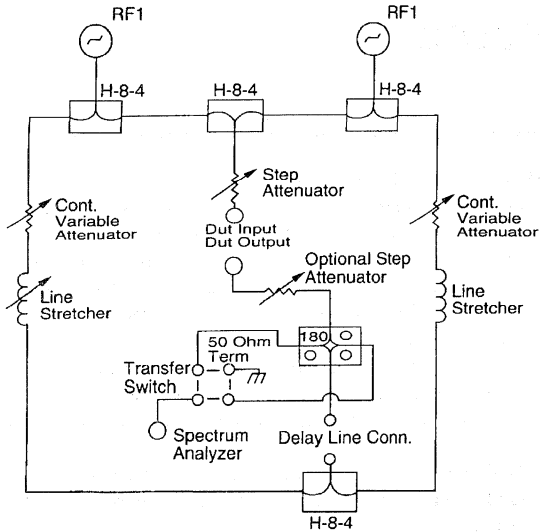 RF1
RF1
H-8-4
H-8-4
H-8-4
Step
Attenuator
Cont.
Variable
Attenuator
Cont.
Variable
Attenuator
Dut Input
Dut Output
Optional Step
Attenuator
Line
Stretcher
Line
Stretcher
180
50 Ohm
Term
Transfer
Switch
Spectrum
Analyzer
Delay Line Conn.
H-8-4